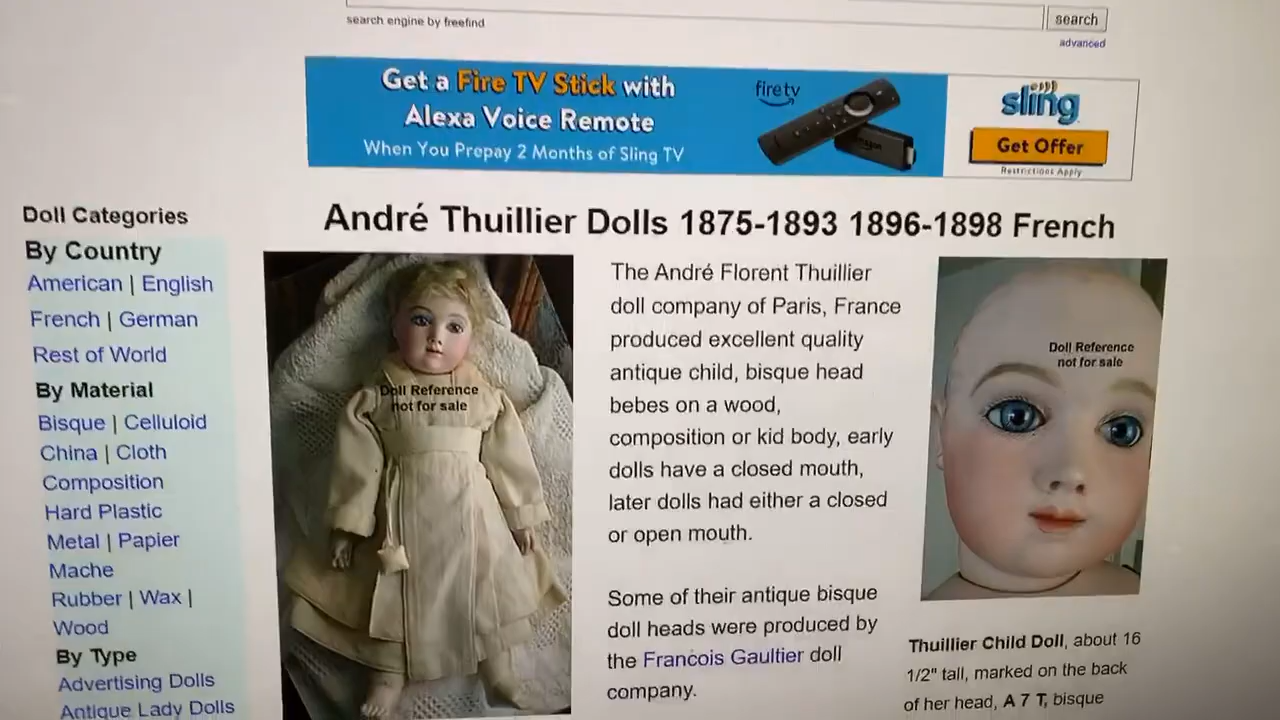 search engine by freefind
search
advanced
Get a Fire TV Stick with
Alexa Voice Remote
When You Prepay 2 Months of Sling TV
fire tv
amazon
sling
Get Offer
Restrictions Apply
Doll Categories
By Country
American | English
French | German
Rest of World
By Material
Bisque | Celluloid
China | Cloth
Composition
Hard Plastic
Metal | Papier
Mache
Rubber | Wax |
Wood
By Type
Advertising Dolls
Antique Lady Dolls
André Thuillier Dolls 1875-1893 1896-1898 French
Doll Reference
not for sale
The André Florent Thuillier
doll company of Paris, France
produced excellent quality
antique child, bisque head
bebes on a wood,
composition or kid body, early
dolls have a closed mouth,
later dolls had either a closed
or open mouth.
Some of their antique bisque
doll heads were produced by
the Francois Gaultier doll
company.
Doll Reference
not for sale
Thuillier Child Doll, about 16
1/2" tall, marked on the back
of her head, A 7 T, bisque